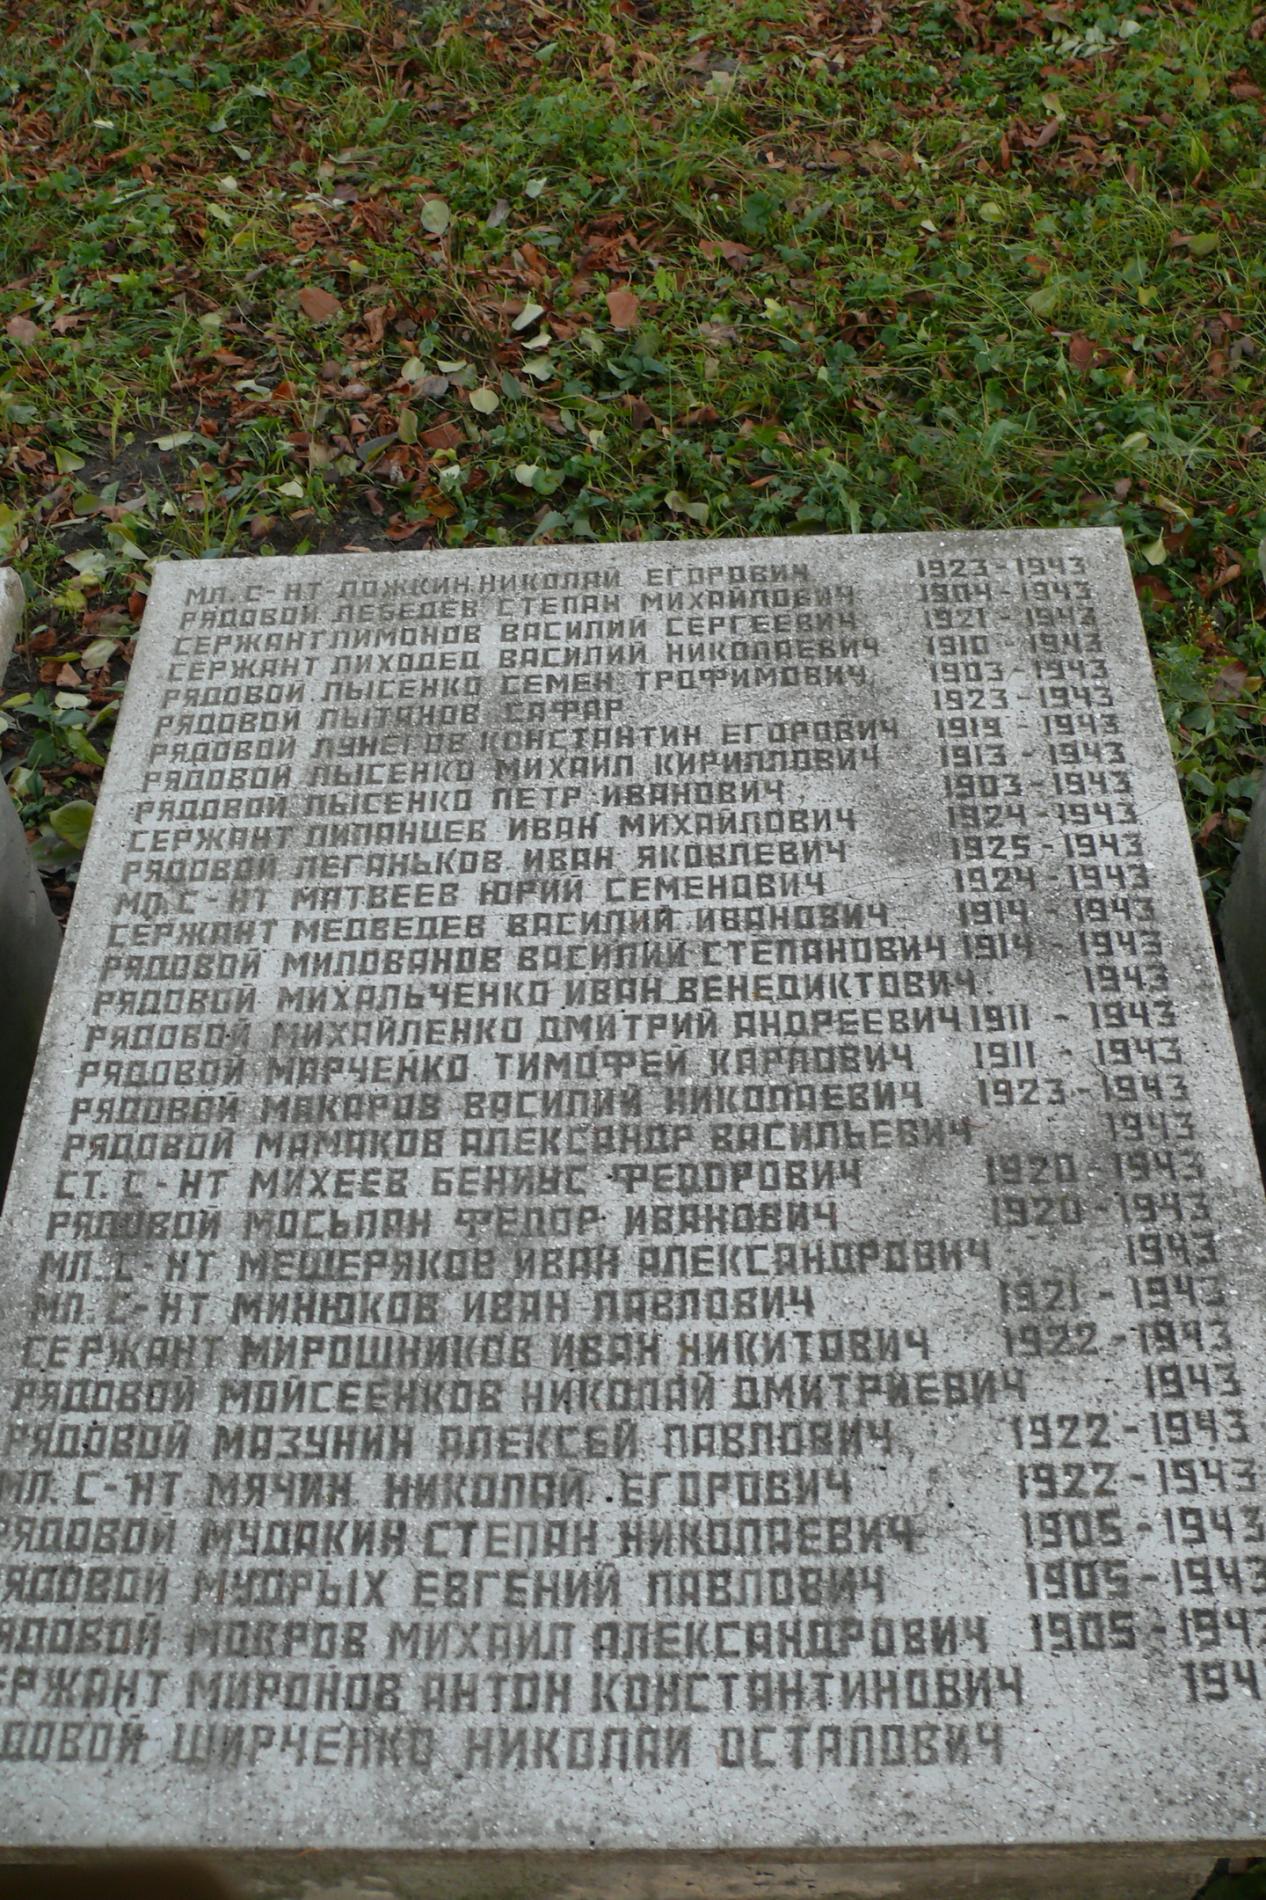 МЛ. С-НТ ЛОЖКИН НИКОЛАЙ ЕГОРОВИЧ 1923-1943
РЯДОВОЙ ЛЕБЕДЕВ СТЕПАН МИХАЙЛОВИЧ 1904-1943
СЕРЖАНТ ЛИМОНОВ ВАСИЛИЙ СЕРГЕЕВИЧ 1921-1943
СЕРЖАНТ ЛИХОДЕД ВАСИЛИЙ НИКОЛАЕВИЧ 1910-1943
РЯДОВОЙ ЛЫСЕНКО СЕМЕН ТРОФИМОВИЧ 1903-1943
РЯДОВОЙ ЛЫТАНОВ САФАР 1923-1943
РЯДОВОЙ ЛУНЕГОВ КОНСТАНТИН ЕГОРОВИЧ 1919-1943
РЯДОВОЙ ЛЫСЕНКО МИХАИЛ КИРИЛЛОВИЧ 1913-1943
РЯДОВОЙ ЛЫСЕНКО ПЕТР ИВАНОВИЧ 1903-1943
СЕРЖАНТ ЛИПАНЦЕВ ИВАН МИХАЙЛОВИЧ 1924-1943
РЯДОВОЙ ЛЕГАНЬКОВ ИВАН ЯКОВЛЕВИЧ 1925-1943
МЛ. С-НТ МАТВЕЕВ ЮРИЙ СЕМЕНОВИЧ 1924-1943
СЕРЖАНТ МЕДВЕДЕВ ВАСИЛИЙ ИВАНОВИЧ 1914-1943
РЯДОВОЙ МИЛОВАНОВ ВАСИЛИЙ СТЕПАНОВИЧ 1914-1943
РЯДОВОЙ МИХАЛЬЧЕНКО ИВАН ВЕНЕДИКТОВИЧ 1943
РЯДОВОЙ МИХАЙЛЕНКО ДМИТРИЙ АНДРЕЕВИЧ 1911-1943
РЯДОВОЙ МАРЧЕНКО ТИМОФЕЙ КАРЛОВИЧ 1911-1943
РЯДОВОЙ МАКАРОВ ВАСИЛИЙ НИКОЛАЕВИЧ 1923-1943
РЯДОВОЙ МАМАКОВ АЛЕКСАНДР ВАСИЛЬЕВИЧ 1943
СТ. С-НТ МИХЕЕВ БЕНИУС ФЕДОРОВИЧ 1920-1943
РЯДОВОЙ МОСЬПАН ФЕДОР ИВАНОВИЧ 1920-1943
МЛ. С-НТ МЕЩЕРЯКОВ ИВАН АЛЕКСАНДРОВИЧ 1943
МЛ. С-НТ МИНЮКОВ ИВАН ПАВЛОВИЧ 1921-1943
СЕРЖАНТ МИРОШНИКОВ ИВАН НИКИТОВИЧ 1922-1943
РЯДОВОЙ МОЙСЕЕНКОВ НИКОЛАЙ ДМИТРИЕВИЧ 1943
РЯДОВОЙ МАЗУНИН АЛЕКСЕЙ ПАВЛОВИЧ 1922-1943
МЛ. С-НТ МЯЧИН НИКОЛАЙ ЕГОРОВИЧ 1922-1943
РЯДОВОЙ МУДАКИН СТЕПАН НИКОЛАЕВИЧ 1905-1943
РЯДОВОЙ МУДРЫХ ЕВГЕНИЙ ПАВЛОВИЧ 1905-1943
ЯДОВОЙ МОВРОВ МИХАИЛ АЛЕКСАНДРОВИЧ 1905-1943
ЕРЖАНТ МИРОНОВ АНТОН КОНСТАНТИНОВИЧ 194
ДОВОЙ ШИРЧЕНКО НИКОЛАЙ ОСТАПОВИЧ